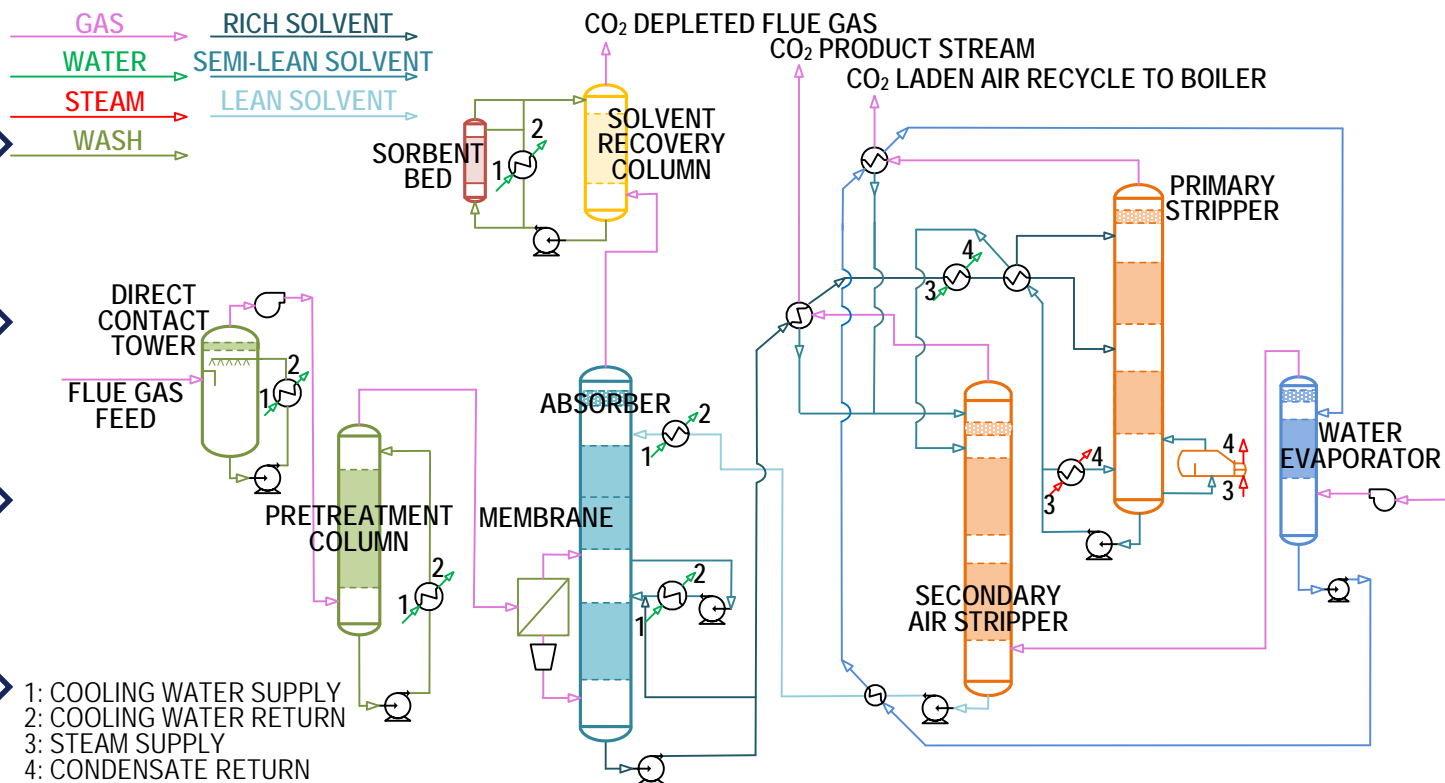 GAS
RICH SOLVENT
WATER
SEMI-LEAN SOLVENT
STEAM
LEAN SOLVENT
WASH
CO₂ DEPLETED FLUE GAS
CO₂ PRODUCT STREAM
CO₂ LADEN AIR RECYCLE TO BOILER
SORBENT
BED
2
1
SOLVENT
RECOVERY
COLUMN
PRIMARY
STRIPPER
4
3
DIRECT
CONTACT
TOWER
2
1
FLUE GAS
FEED
ABSORBER
2
1
4
3
4
3
WATER
EVAPORATOR
PRETREATMENT
COLUMN
2
1
MEMBRANE
2
1
SECONDARY
AIR STRIPPER
1: COOLING WATER SUPPLY
2: COOLING WATER RETURN
3: STEAM SUPPLY
4: CONDENSATE RETURN